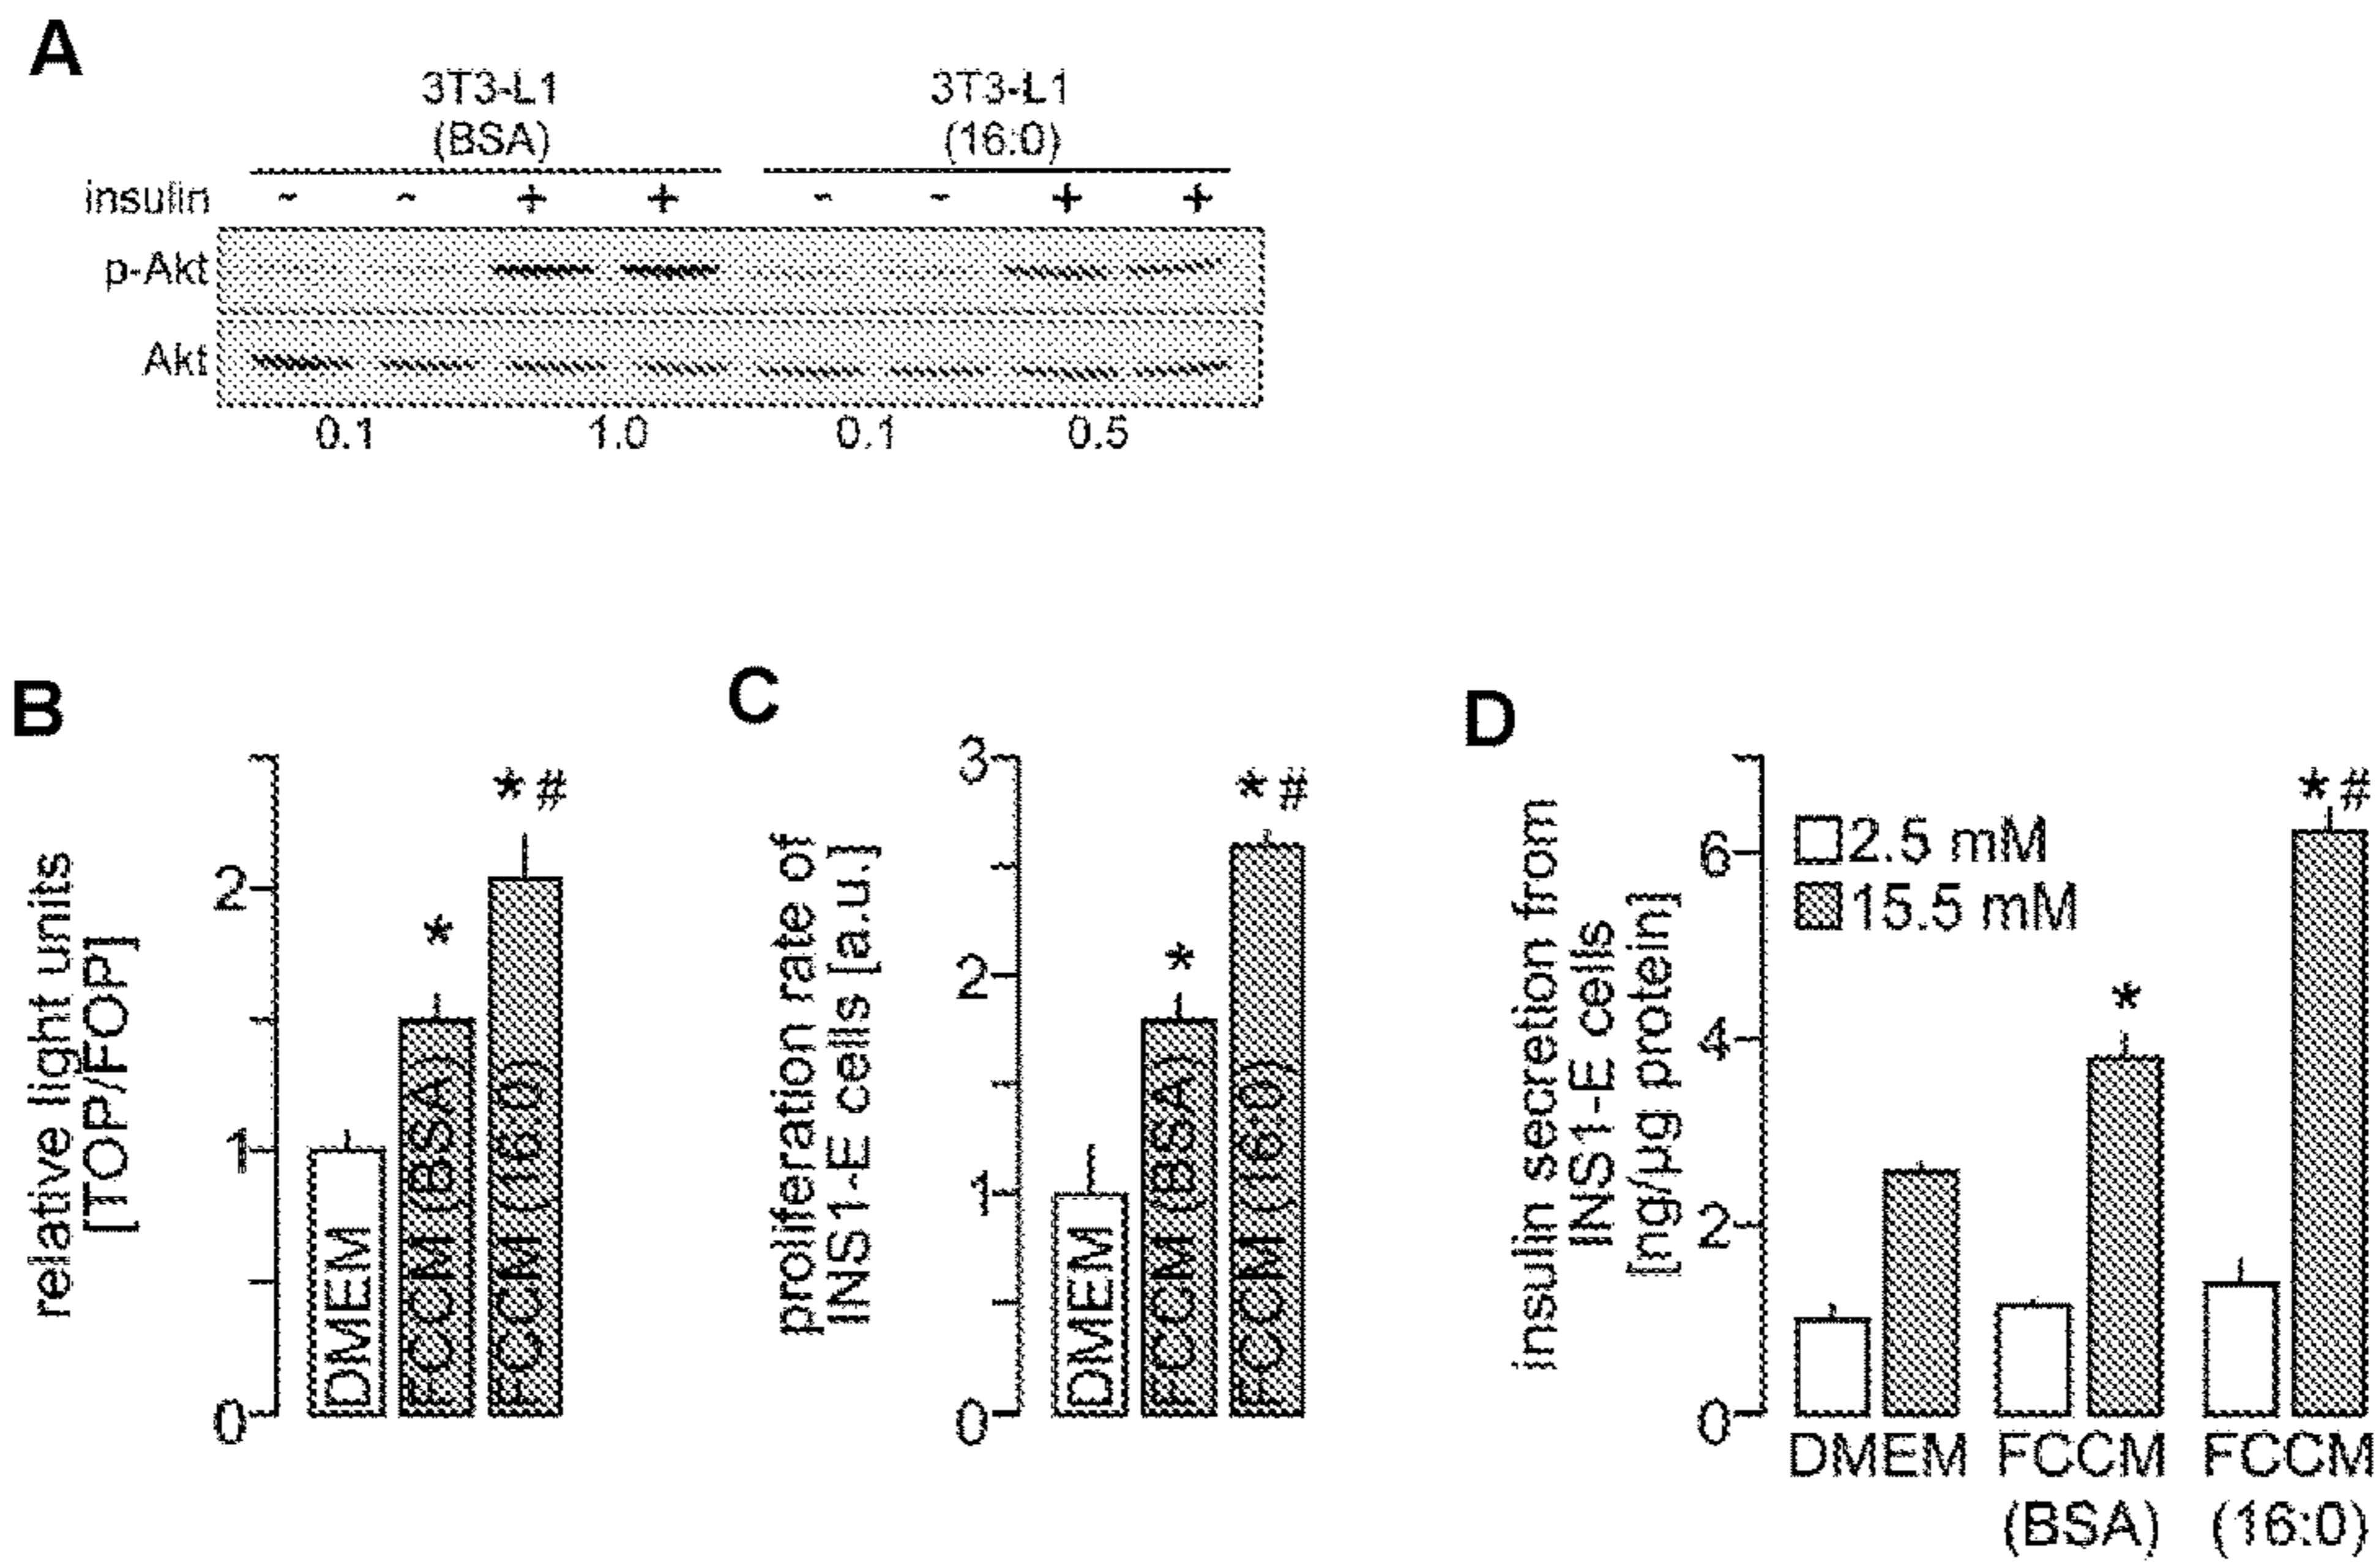 A
3T3-L1 3T3-L1
(BSA) (16:0)
insulin - - + + - - + +
p-Akt
Akt
0.1 1.0 0.1 0.5
B
relative light units
[TOP/FOP]
2
1
0
* 
* #
DMEM
FCCM (BSA)
FCCM (16:0)
C
proliferation rate of
INS1-E cells [a.u.]
3
2
1
0
*
* #
DMEM
FCCM (BSA)
FCCM (16:0)
D
insulin secretion from
INS1-E cells
[ng/µg protein]
6
4
2
0
2.5 mM
15.5 mM
*
* #
DMEM FCCM FCCM
(BSA) (16:0)